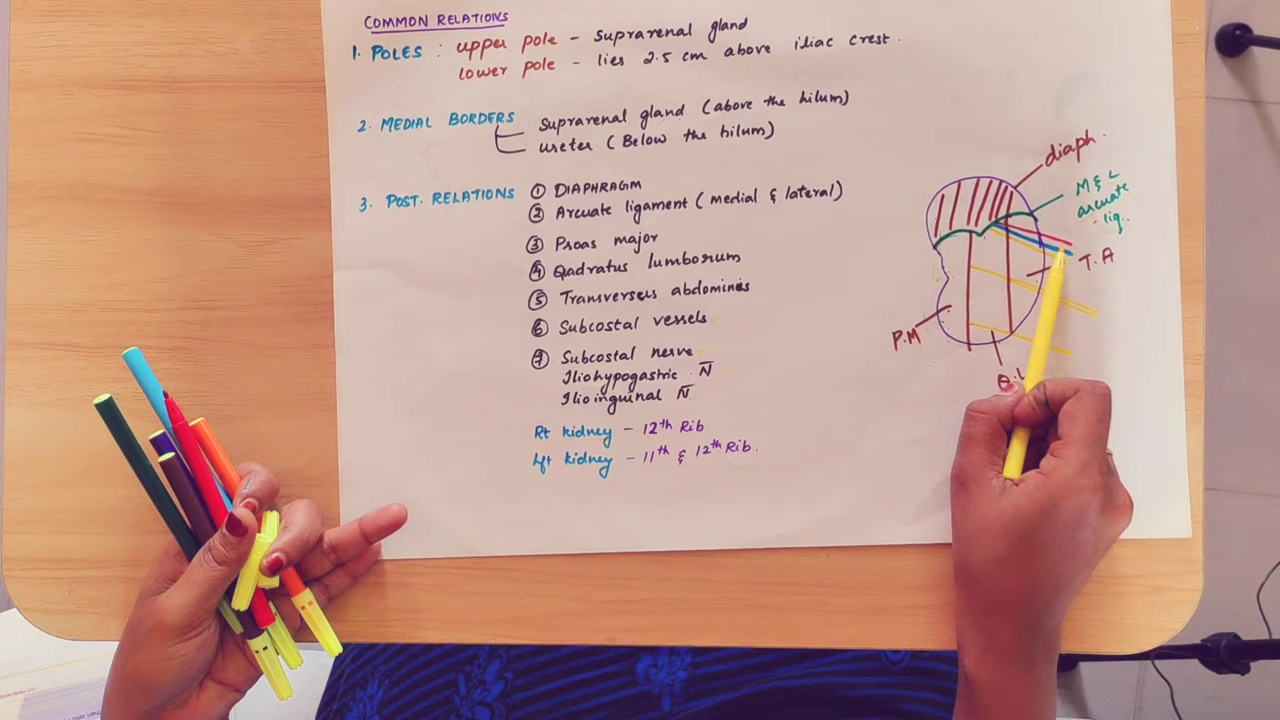 COMMON RELATIONS
1. POLES : upper pole - suprarenal gland
lower pole - lies 2.5 cm above iliac crest.
2. MEDIAL BORDERS
suprarenal gland (above the hilum)
ureter (Below the hilum)
3. POST. RELATIONS
① DIAPHRAGM
② Arcuate ligament (medial & lateral)
③ Psoas major
④ Qadratus lumborum
⑤ Transversus abdominis
⑥ Subcostal vessels
⑦ Subcostal nerve
Iliohypogastric N̄
Ilioinguinal N̄
Rt kidney - 12th Rib
Lft kidney - 11th & 12th Rib.
diaph.
M & L
arcuate
lig.
T.A
P.M